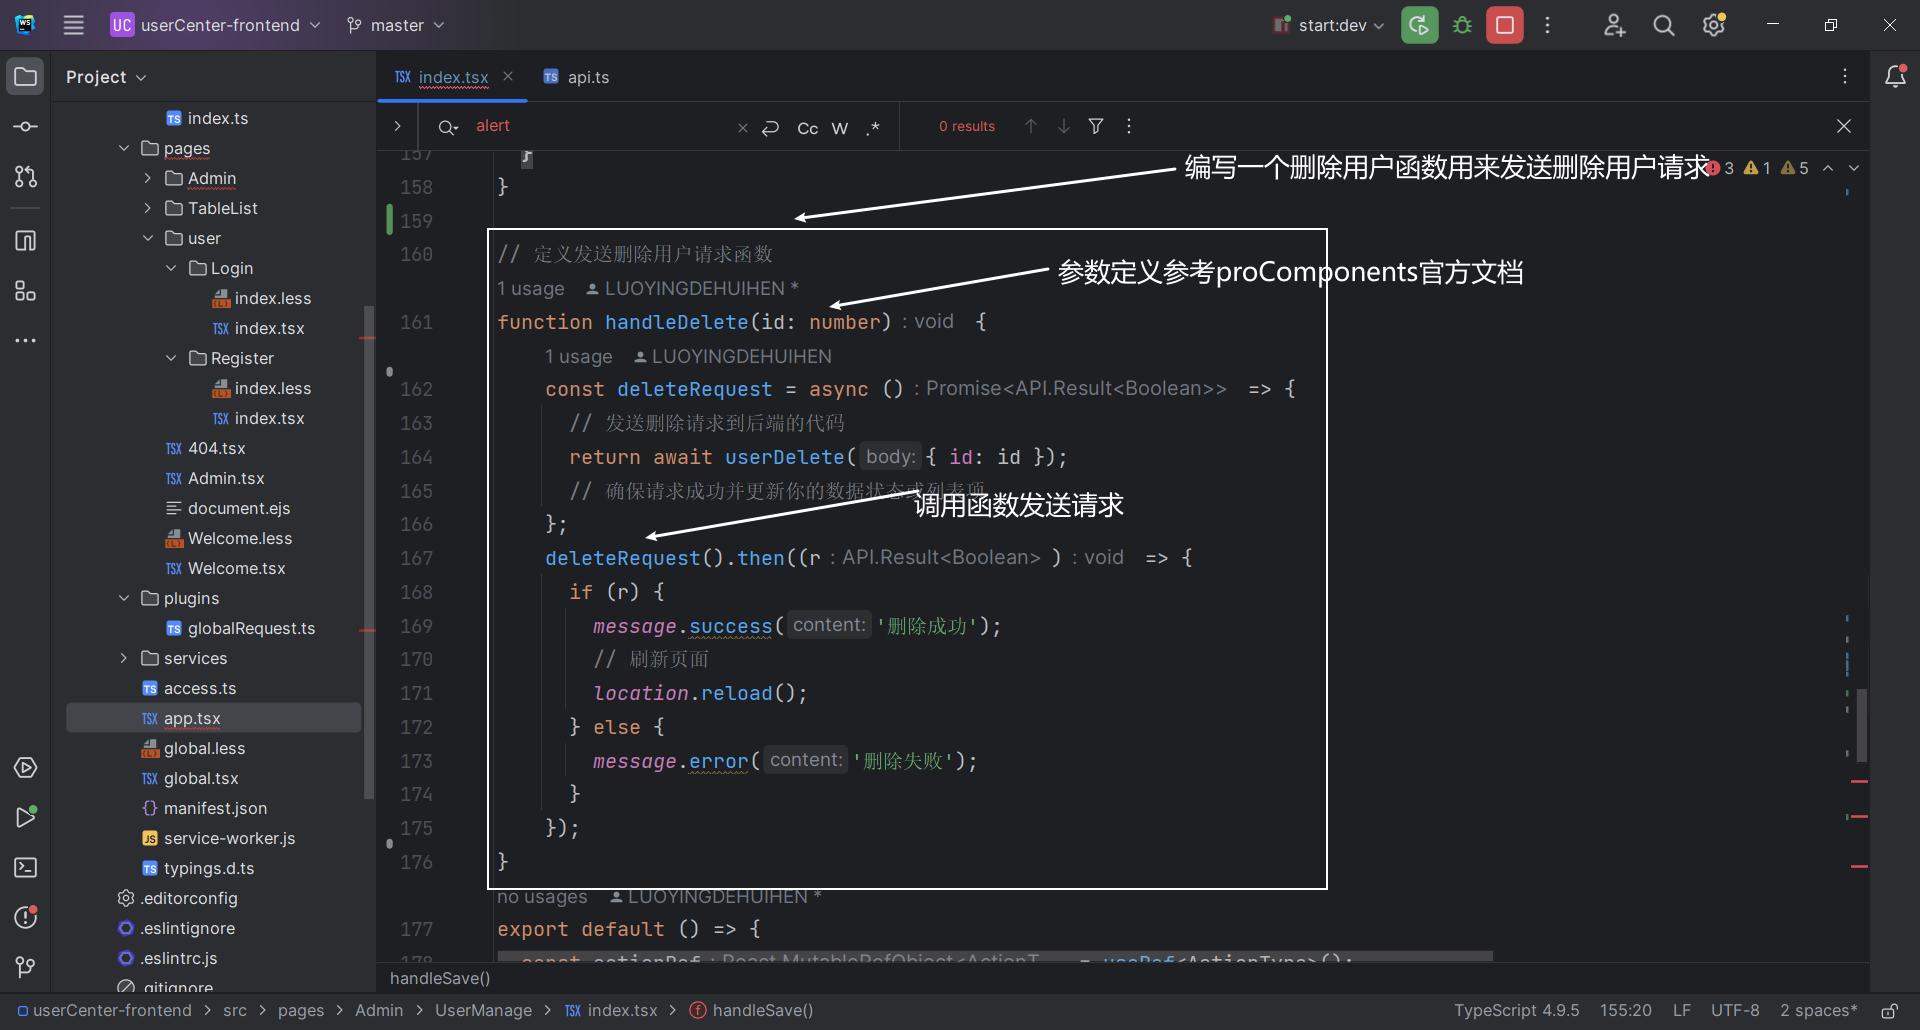 UC userCenter-frontend master start:dev
Project
index.tsx api.ts
alert Cc W .* 0 results
index.ts
pages
Admin
TableList
user
Login
index.less
index.tsx
Register
index.less
index.tsx
404.tsx
Admin.tsx
document.ejs
Welcome.less
Welcome.tsx
plugins
globalRequest.ts
services
access.ts
app.tsx
global.less
global.tsx
manifest.json
service-worker.js
typings.d.ts
.editorconfig
.eslintignore
.eslintrc.js
.gitignore
3 1 5
编写一个删除用户函数用来发送删除用户请求
参数定义参考proComponents官方文档
调用函数发送请求
157 }
158 }
159
160 // 定义发送删除用户请求函数
1 usage LUOYINGDEHUIHEN *
161 function handleDelete(id: number) : void {
1 usage LUOYINGDEHUIHEN
162 const deleteRequest = async () : Promise<API.Result<Boolean>> => {
163 // 发送删除请求到后端的代码
164 return await userDelete( body: { id: id });
165 // 确保请求成功并更新你的数据状态或列表项
166 };
167 deleteRequest().then((r : API.Result<Boolean> ) : void => {
168 if (r) {
169 message.success( content: '删除成功');
170 // 刷新页面
171 location.reload();
172 } else {
173 message.error( content: '删除失败');
174 }
175 });
176 }
no usages LUOYINGDEHUIHEN *
177 export default () => {
178 const actionRef : React.MutableRefObject<ActionT... = useRef<ActionType>();
handleSave()
userCenter-frontend > src > pages > Admin > UserManage > index.tsx > handleSave()
TypeScript 4.9.5 155:20 LF UTF-8 2 spaces*